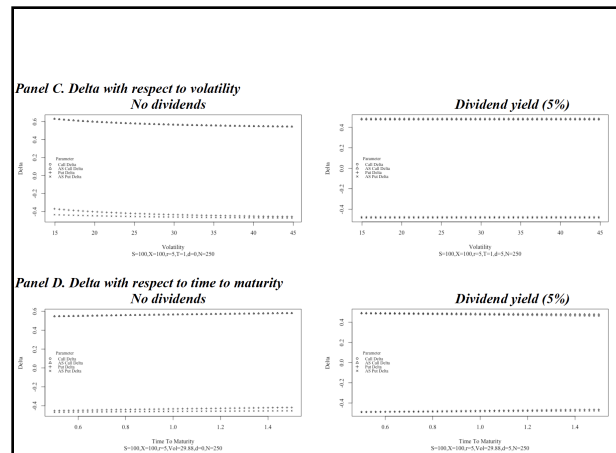 Panel C. Delta with respect to volatility
No dividends
Dividend yield (5%)
0.6
0.4
0.2
0.0
-0.2
-0.4
Delta
Parameter
Call Delta
AS Call Delta
Put Delta
AS Put Delta
15 20 25 30 35 40 45
Volatility
S=100,X=100,r=5,T=1,d=0,N=250
0.4
0.2
0.0
-0.2
-0.4
Delta
Parameter
Call Delta
AS Call Delta
Put Delta
AS Put Delta
15 20 25 30 35 40 45
Volatility
S=100,X=100,r=5,T=1,d=5,N=250
Panel D. Delta with respect to time to maturity
No dividends
Dividend yield (5%)
0.6
0.4
0.2
0.0
-0.2
-0.4
Delta
Parameter
Call Delta
AS Call Delta
Put Delta
AS Put Delta
0.6 0.8 1.0 1.2 1.4
Time To Maturity
S=100,X=100,r=5,Vol=29.88,d=0,N=250
0.4
0.2
0.0
-0.2
-0.4
Delta
Parameter
Call Delta
AS Call Delta
Put Delta
AS Put Delta
0.6 0.8 1.0 1.2 1.4
Time To Maturity
S=100,X=100,r=5,Vol=29.88,d=5,N=250